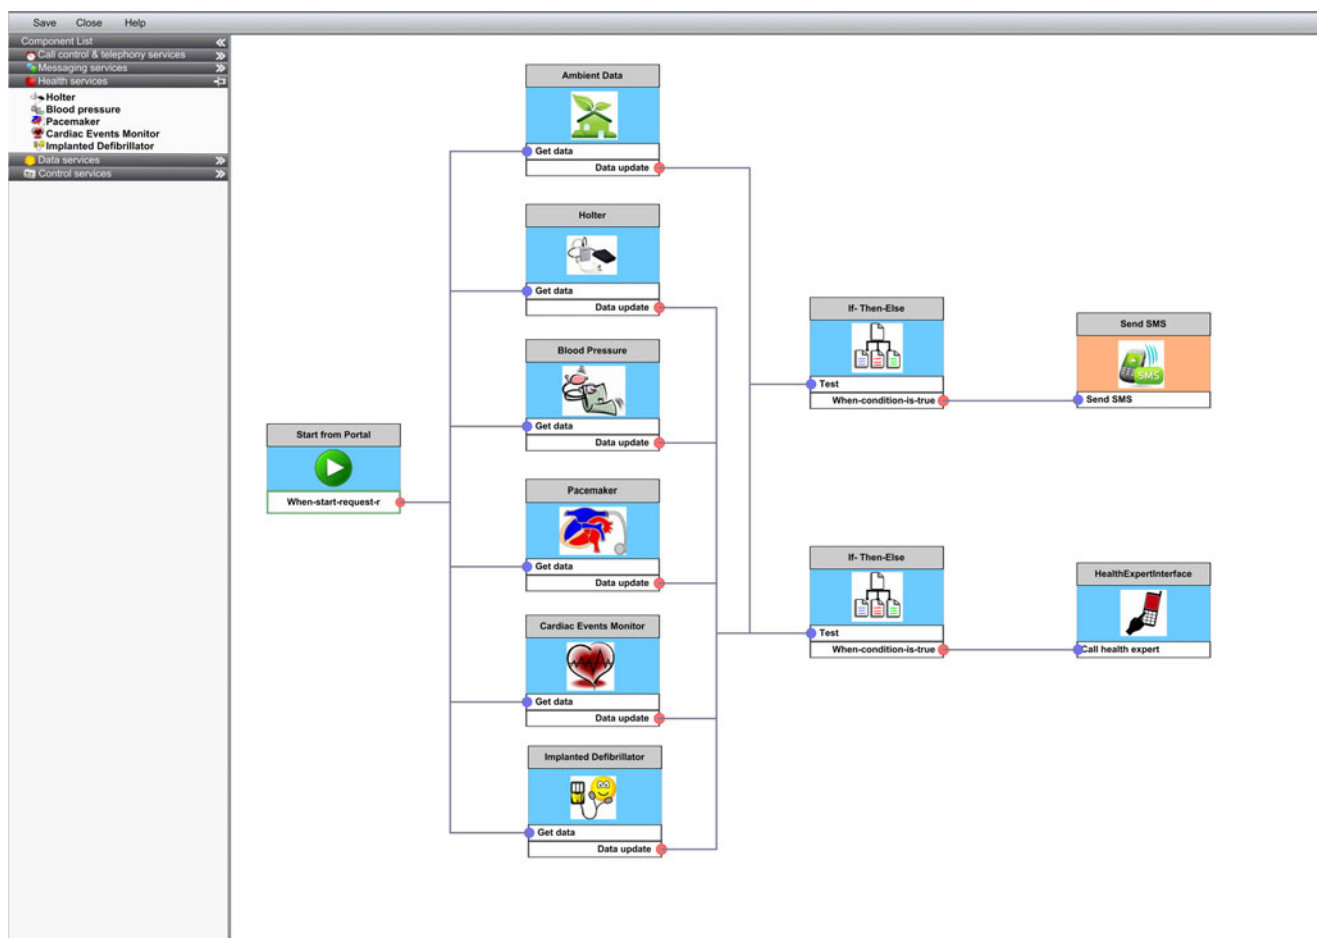 Save Close Help
Component List
Call control & telephony services
Messaging services
Health services
Holter
Blood pressure
Pacemaker
Cardiac Events Monitor
Implanted Defibrillator
Data services
Control services
Start from Portal
When-start-request-r
Ambient Data
Get data
Data update
Holter
Get data
Data update
Blood Pressure
Get data
Data update
Pacemaker
Get data
Data update
Cardiac Events Monitor
Get data
Data update
Implanted Defibrillator
Get data
Data update
If- Then-Else
Test
When-condition-is-true
Send SMS
SMS
Send SMS
If- Then-Else
Test
When-condition-is-true
HealthExpertInterface
Call health expert